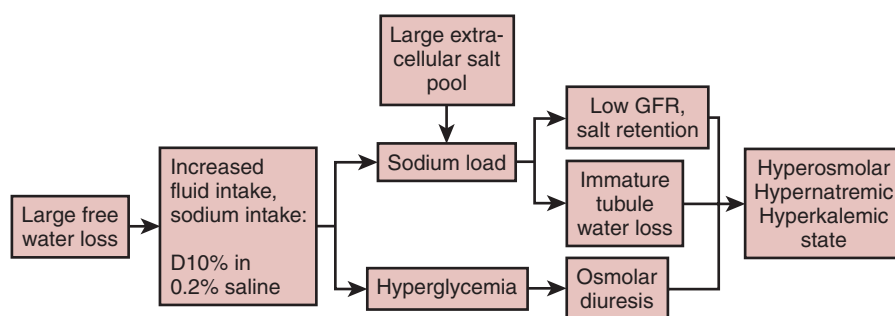 Large extra-
cellular salt
pool
Low GFR,
salt retention
Increased
fluid intake,
sodium intake:
D10% in
0.2% saline
Sodium load
Hyperosmolar
Hypernatremic
Hyperkalemic
state
Large free
water loss
Immature
tubule
water loss
Hyperglycemia
Osmolar
diuresis